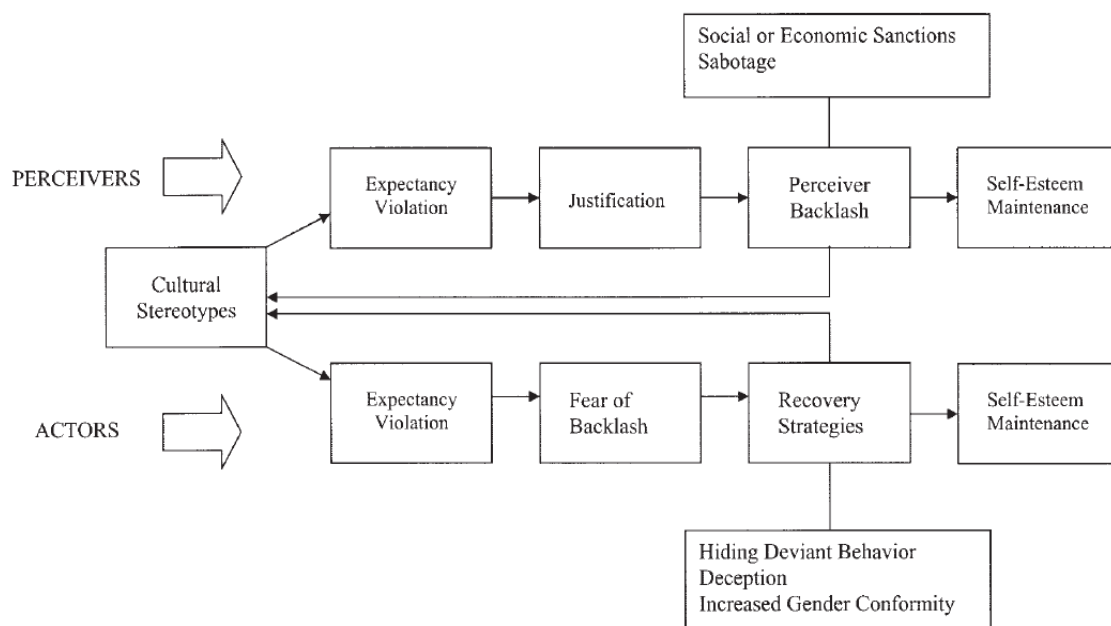 Social or Economic Sanctions
Sabotage
PERCEIVERS
Expectancy
Violation
Justification
Perceiver
Backlash
Self-Esteem
Maintenance
Cultural
Stereotypes
ACTORS
Expectancy
Violation
Fear of
Backlash
Recovery
Strategies
Self-Esteem
Maintenance
Hiding Deviant Behavior
Deception
Increased Gender Conformity